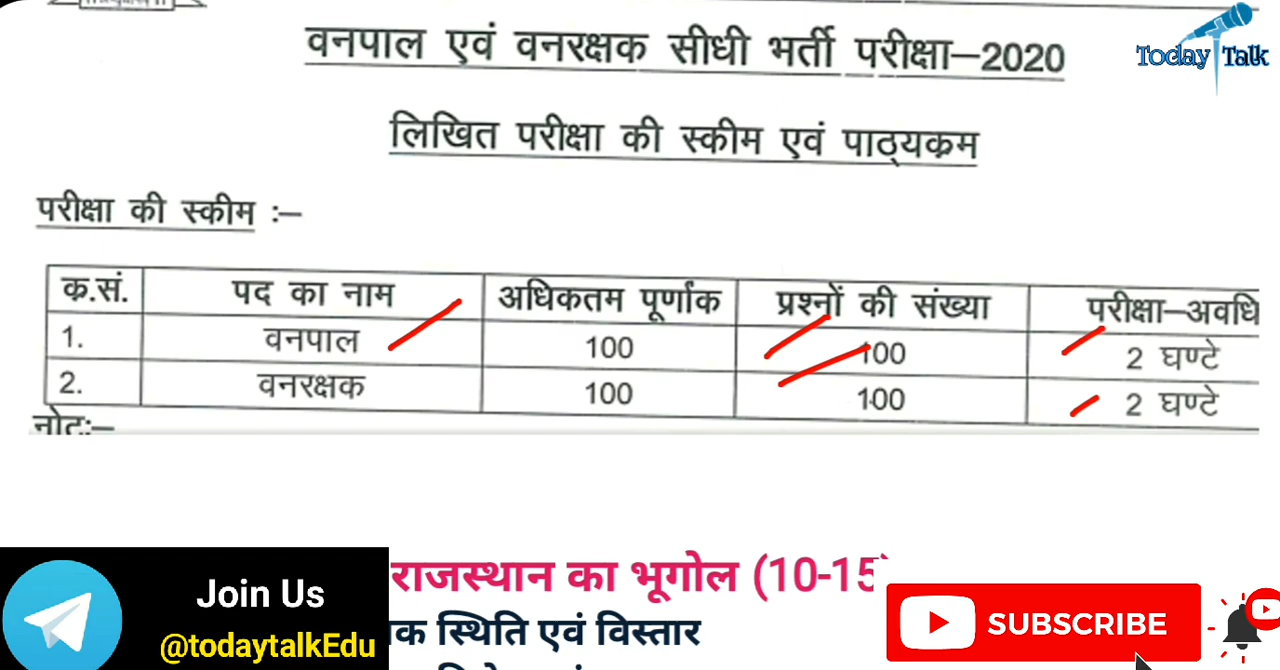 वनपाल एवं वनरक्षक सीधी भर्ती परीक्षा–2020
Today Talk
लिखित परीक्षा की स्कीम एवं पाठ्यक्रम
परीक्षा की स्कीम :–
क्र.सं. पद का नाम अधिकतम पूर्णांक प्रश्नों की संख्या परीक्षा–अवधि
1. वनपाल 100 100 2 घण्टे
2. वनरक्षक 100 100 2 घण्टे
नोटः–
राजस्थान का भूगोल (10-15)
स्थिति एवं विस्तार
Join Us
@todaytalkEdu
SUBSCRIBE